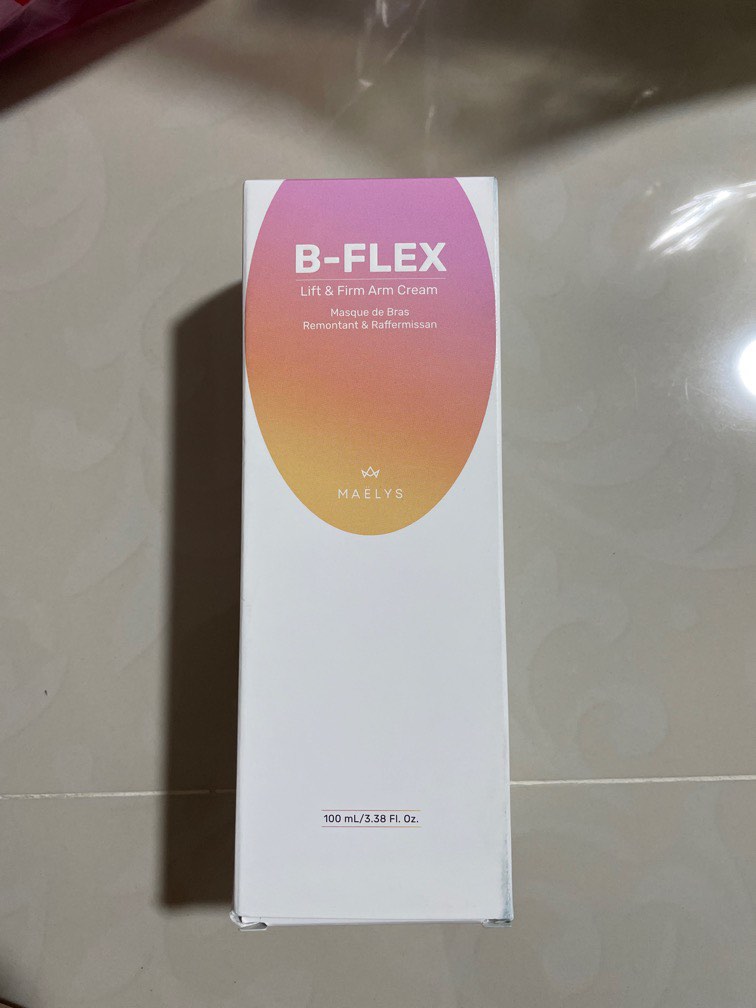 B-FLEX
Lift & Firm Arm Cream
Masque de Bras
Remontant & Raffermissan
MAELYS
100 mL/3.38 Fl. Oz.